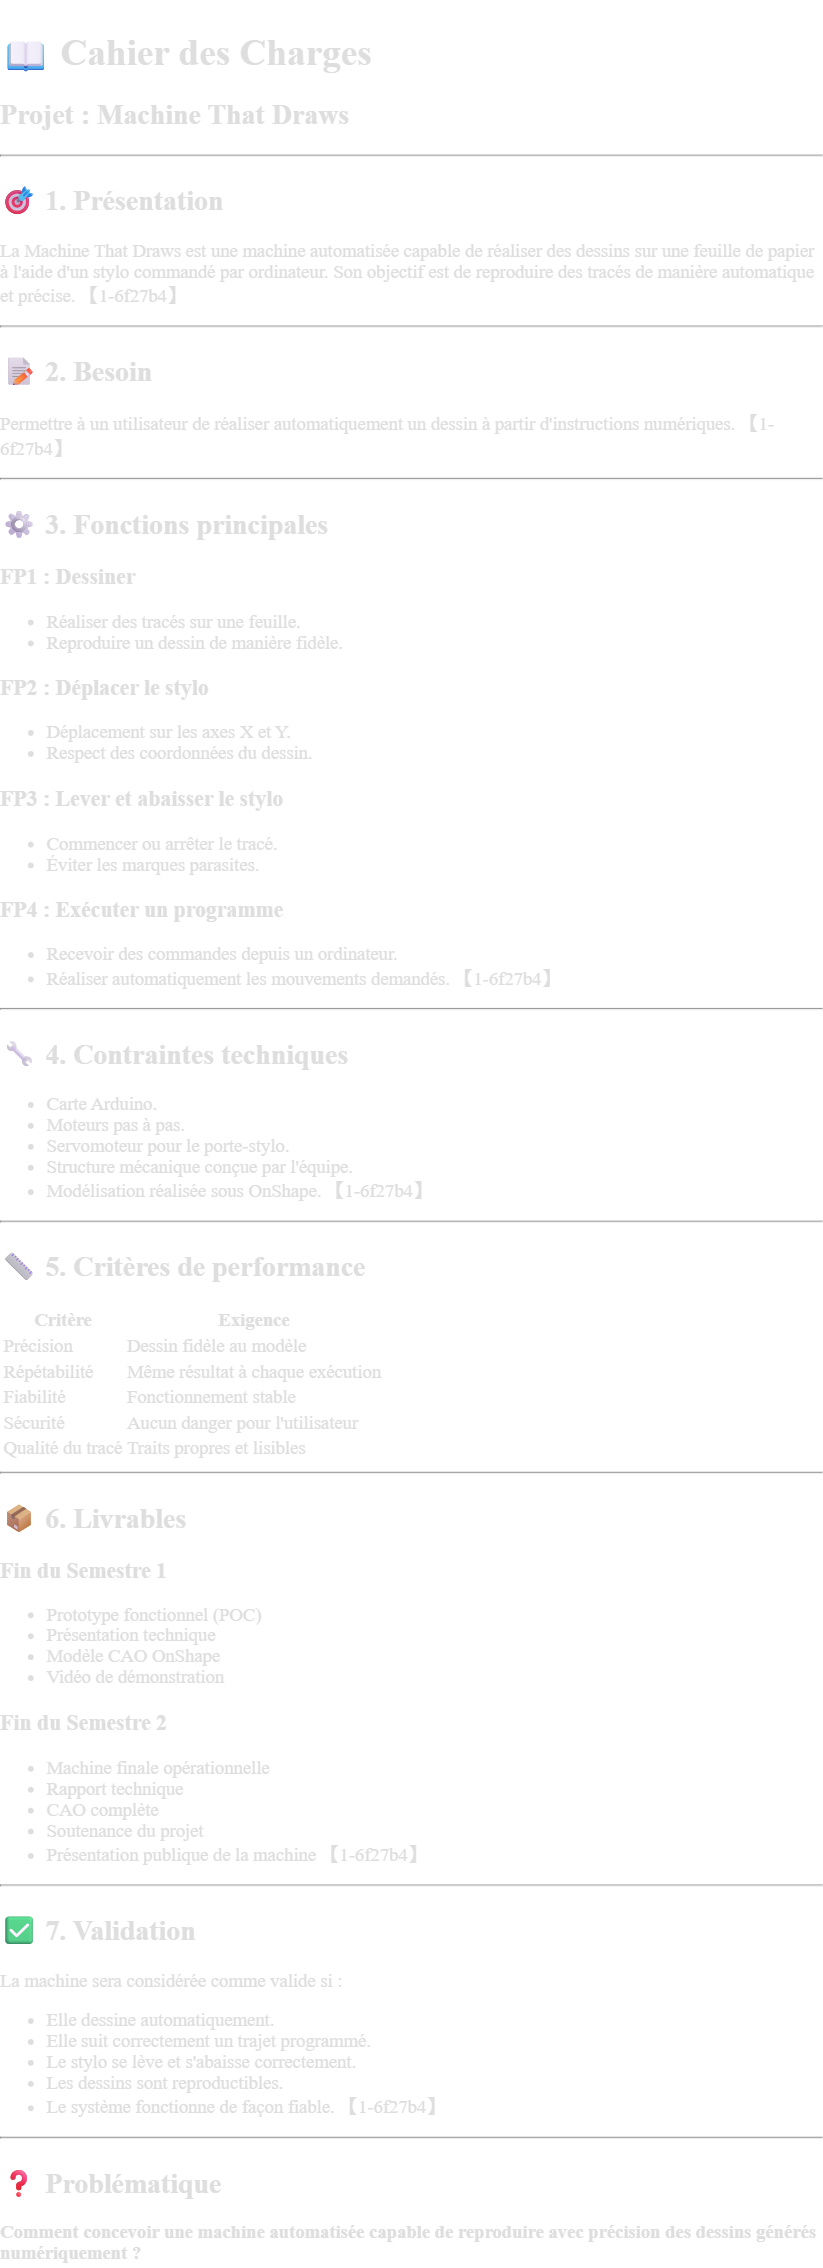 Cahier des Charges
Projet : Machine That Draws
1. Présentation
La Machine That Draws est une machine automatisée capable de réaliser des dessins sur une feuille de papier
à l'aide d'un stylo commandé par ordinateur. Son objectif est de reproduire des tracés de manière automatique
et précise. 【1-6f27b4】
2. Besoin
Permettre à un utilisateur de réaliser automatiquement un dessin à partir d'instructions numériques. 【1-
6f27b4】
3. Fonctions principales
FP1 : Dessiner
• Réaliser des tracés sur une feuille.
• Reproduire un dessin de manière fidèle.
FP2 : Déplacer le stylo
• Déplacement sur les axes X et Y.
• Respect des coordonnées du dessin.
FP3 : Lever et abaisser le stylo
• Commencer ou arrêter le tracé.
• Éviter les marques parasites.
FP4 : Exécuter un programme
• Recevoir des commandes depuis un ordinateur.
• Réaliser automatiquement les mouvements demandés. 【1-6f27b4】
4. Contraintes techniques
• Carte Arduino.
• Moteurs pas à pas.
• Servomoteur pour le porte-stylo.
• Structure mécanique conçue par l'équipe.
• Modélisation réalisée sous OnShape. 【1-6f27b4】
5. Critères de performance
Critère Exigence
Précision Dessin fidèle au modèle
Répétabilité Même résultat à chaque exécution
Fiabilité Fonctionnement stable
Sécurité Aucun danger pour l'utilisateur
Qualité du tracé Traits propres et lisibles
6. Livrables
Fin du Semestre 1
• Prototype fonctionnel (POC)
• Présentation technique
• Modèle CAO OnShape
• Vidéo de démonstration
Fin du Semestre 2
• Machine finale opérationnelle
• Rapport technique
• CAO complète
• Soutenance du projet
• Présentation publique de la machine 【1-6f27b4】
7. Validation
La machine sera considérée comme valide si :
• Elle dessine automatiquement.
• Elle suit correctement un trajet programmé.
• Le stylo se lève et s'abaisse correctement.
• Les dessins sont reproductibles.
• Le système fonctionne de façon fiable. 【1-6f27b4】
Problématique
Comment concevoir une machine automatisée capable de reproduire avec précision des dessins générés
numériquement ?